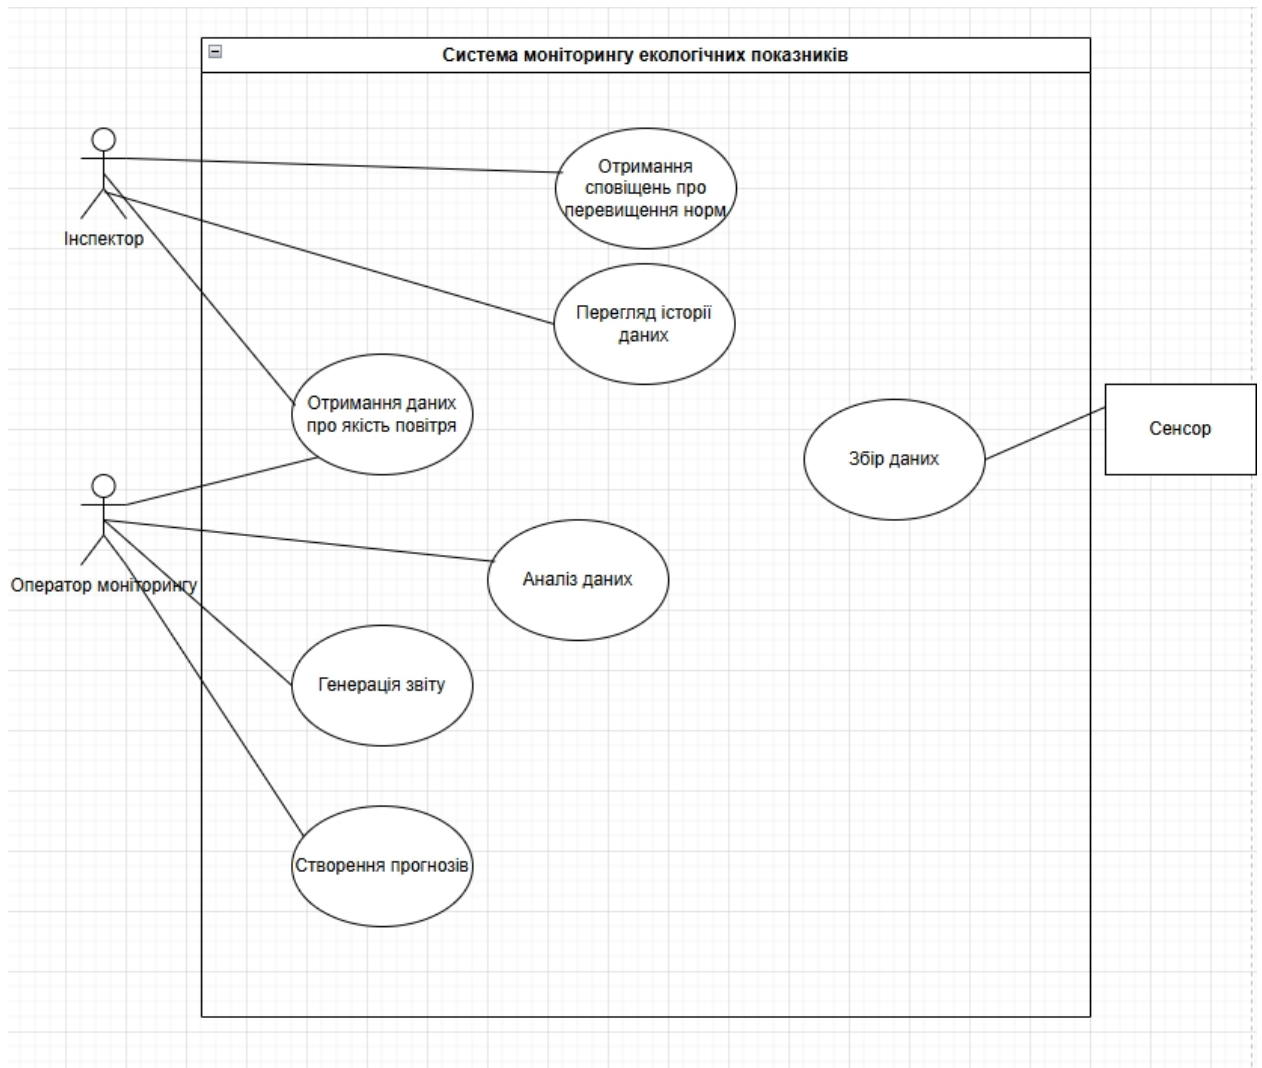 Система моніторингу екологічних показників
Отримання
сповіщень про
перевищення норм
Інспектор
Перегляд історії
даних
Отримання даних
про якість повітря
Збір даних
Сенсор
Оператор моніторингу
Аналіз даних
Генерація звіту
Створення прогнозів